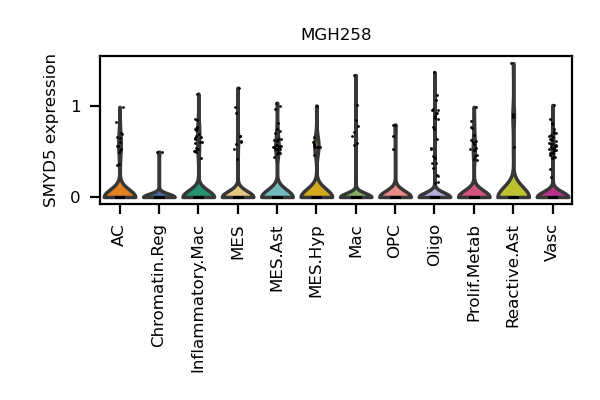 MGH258
SMYD5 expression
1
0
AC
Chromatin.Reg
Inflammatory.Mac
MES
MES.Ast
MES.Hyp
Mac
OPC
Oligo
Prolif.Metab
Reactive.Ast
Vasc